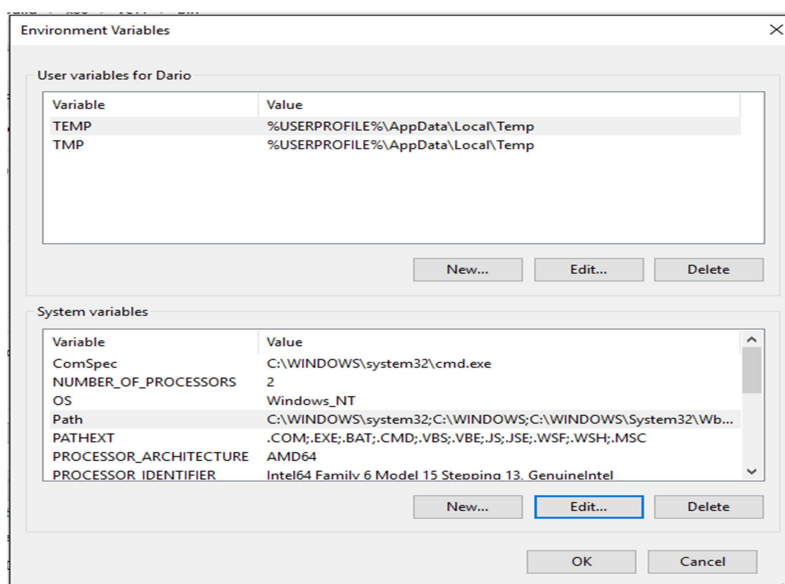 Environment Variables
User variables for Dario
Variable Value
TEMP %USERPROFILE%\AppData\Local\Temp
TMP %USERPROFILE%\AppData\Local\Temp
New... Edit... Delete
System variables
Variable Value
ComSpec C:\WINDOWS\system32\cmd.exe
NUMBER_OF_PROCESSORS 2
OS Windows_NT
Path C:\WINDOWS\system32;C:\WINDOWS;C:\WINDOWS\System32\Wb...
PATHEXT .COM;.EXE;.BAT;.CMD;.VBS;.VBE;.JS;.JSE;.WSF;.WSH;.MSC
PROCESSOR_ARCHITECTURE AMD64
PROCESSOR_IDENTIFIER Intel64 Family 6 Model 15 Stepping 13, GenuineIntel
New... Edit... Delete
OK Cancel